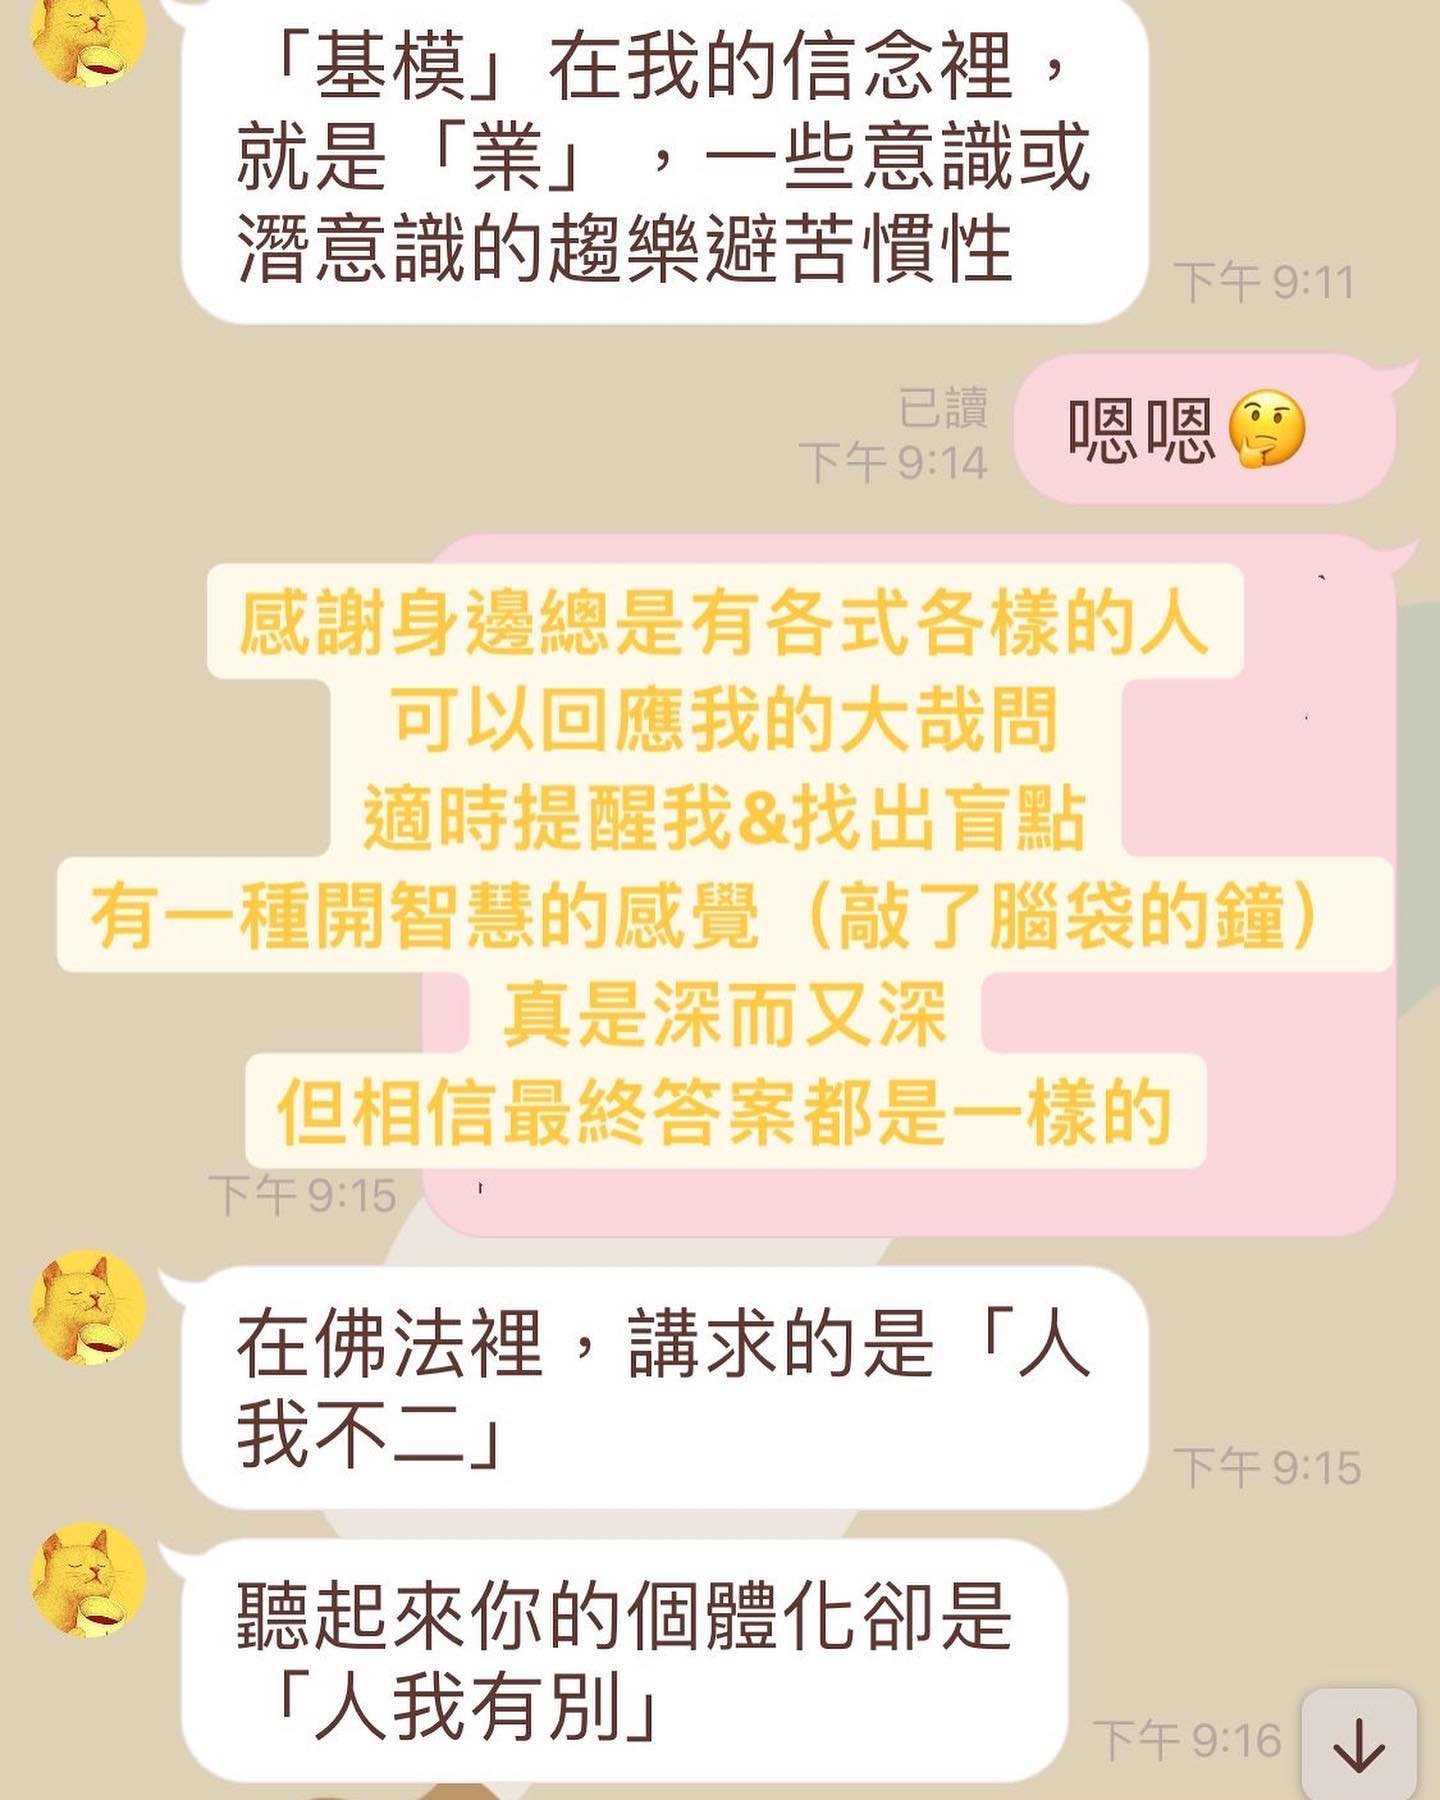 「基模」在我的信念裡，
就是「業」，一些意識或
潛意識的趨樂避苦慣性
下午 9:11
已讀
下午 9:14
嗯嗯🤔
感謝身邊總是有各式各樣的人
可以回應我的大哉問
適時提醒我&找出盲點
有一種開智慧的感覺（敲了腦袋的鐘）
真是深而又深
但相信最終答案都是一樣的
下午 9:15
在佛法裡，講求的是「人
我不二」
下午 9:15
聽起來你的個體化卻是
「人我有別」
下午 9:16